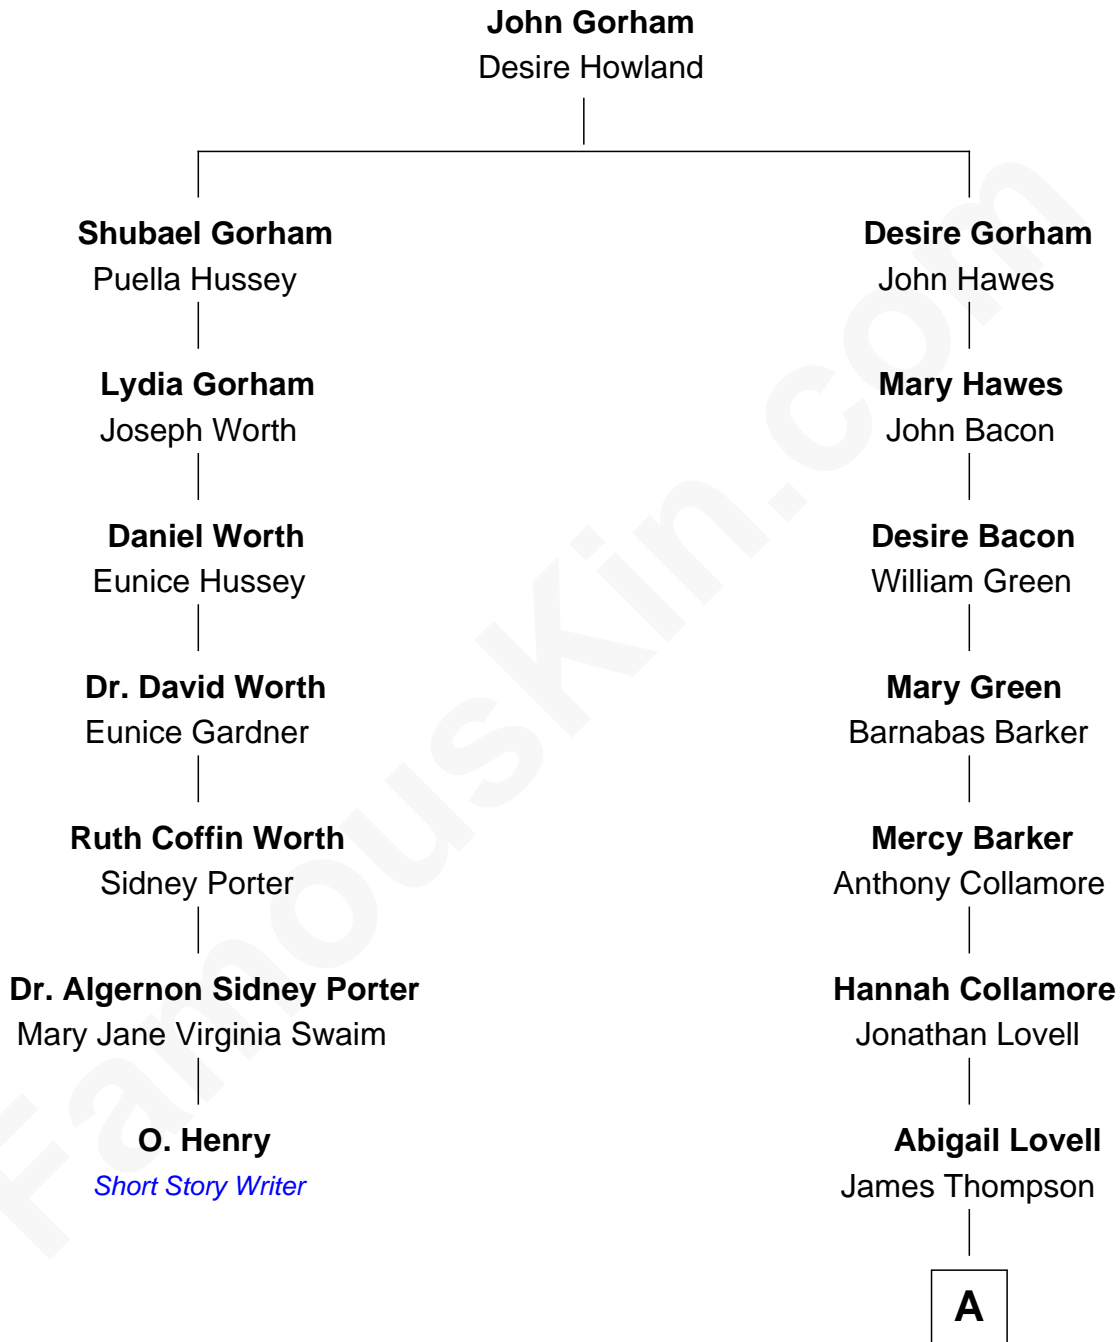 John Gorham
Desire Howland
Shubael Gorham
Puella Hussey
Desire Gorham
John Hawes
Lydia Gorham
Joseph Worth
Mary Hawes
John Bacon
Daniel Worth
Eunice Hussey
Desire Bacon
William Green
Dr. David Worth
Eunice Gardner
Mary Green
Barnabas Barker
Ruth Coffin Worth
Sidney Porter
Mercy Barker
Anthony Collamore
Dr. Algernon Sidney Porter
Mary Jane Virginia Swaim
Hannah Collamore
Jonathan Lovell
O. Henry
Short Story Writer
Abigail Lovell
James Thompson
A
FamousKin.com